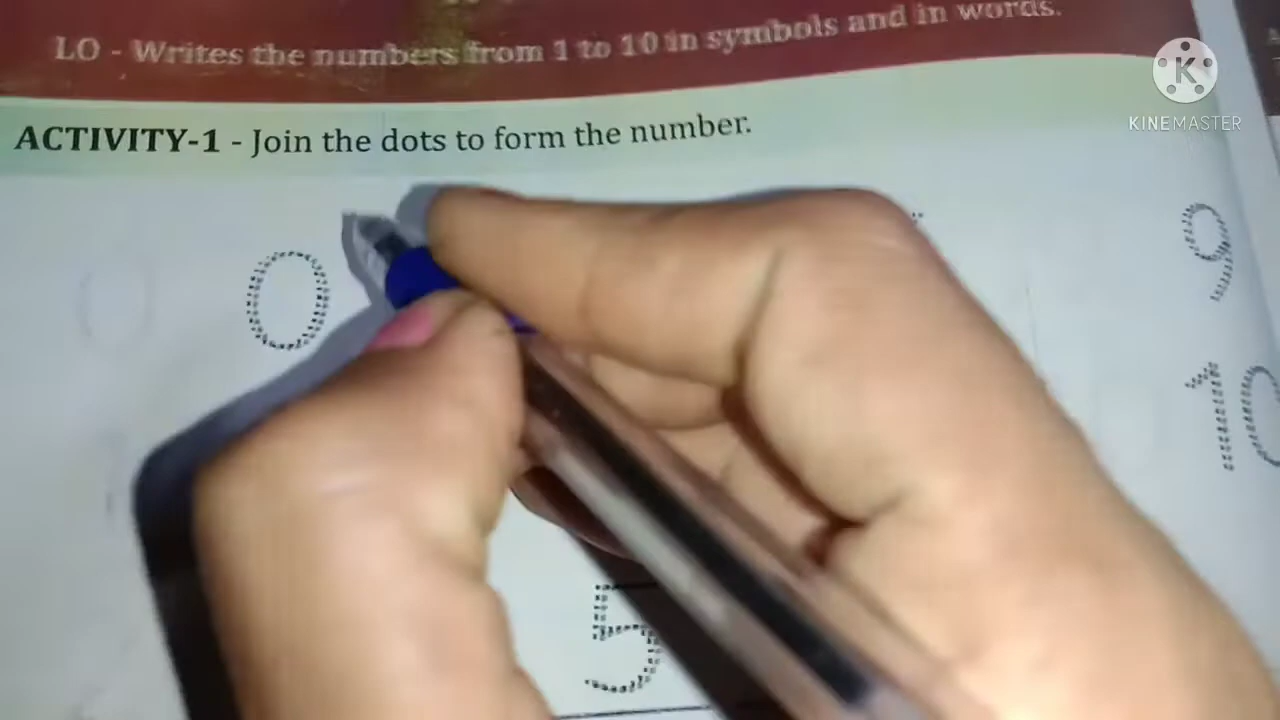 LO - Writes the numbers from 1 to 10 in symbols and in words.
KINEMASTER
ACTIVITY-1 - Join the dots to form the number.
0
9
10
5